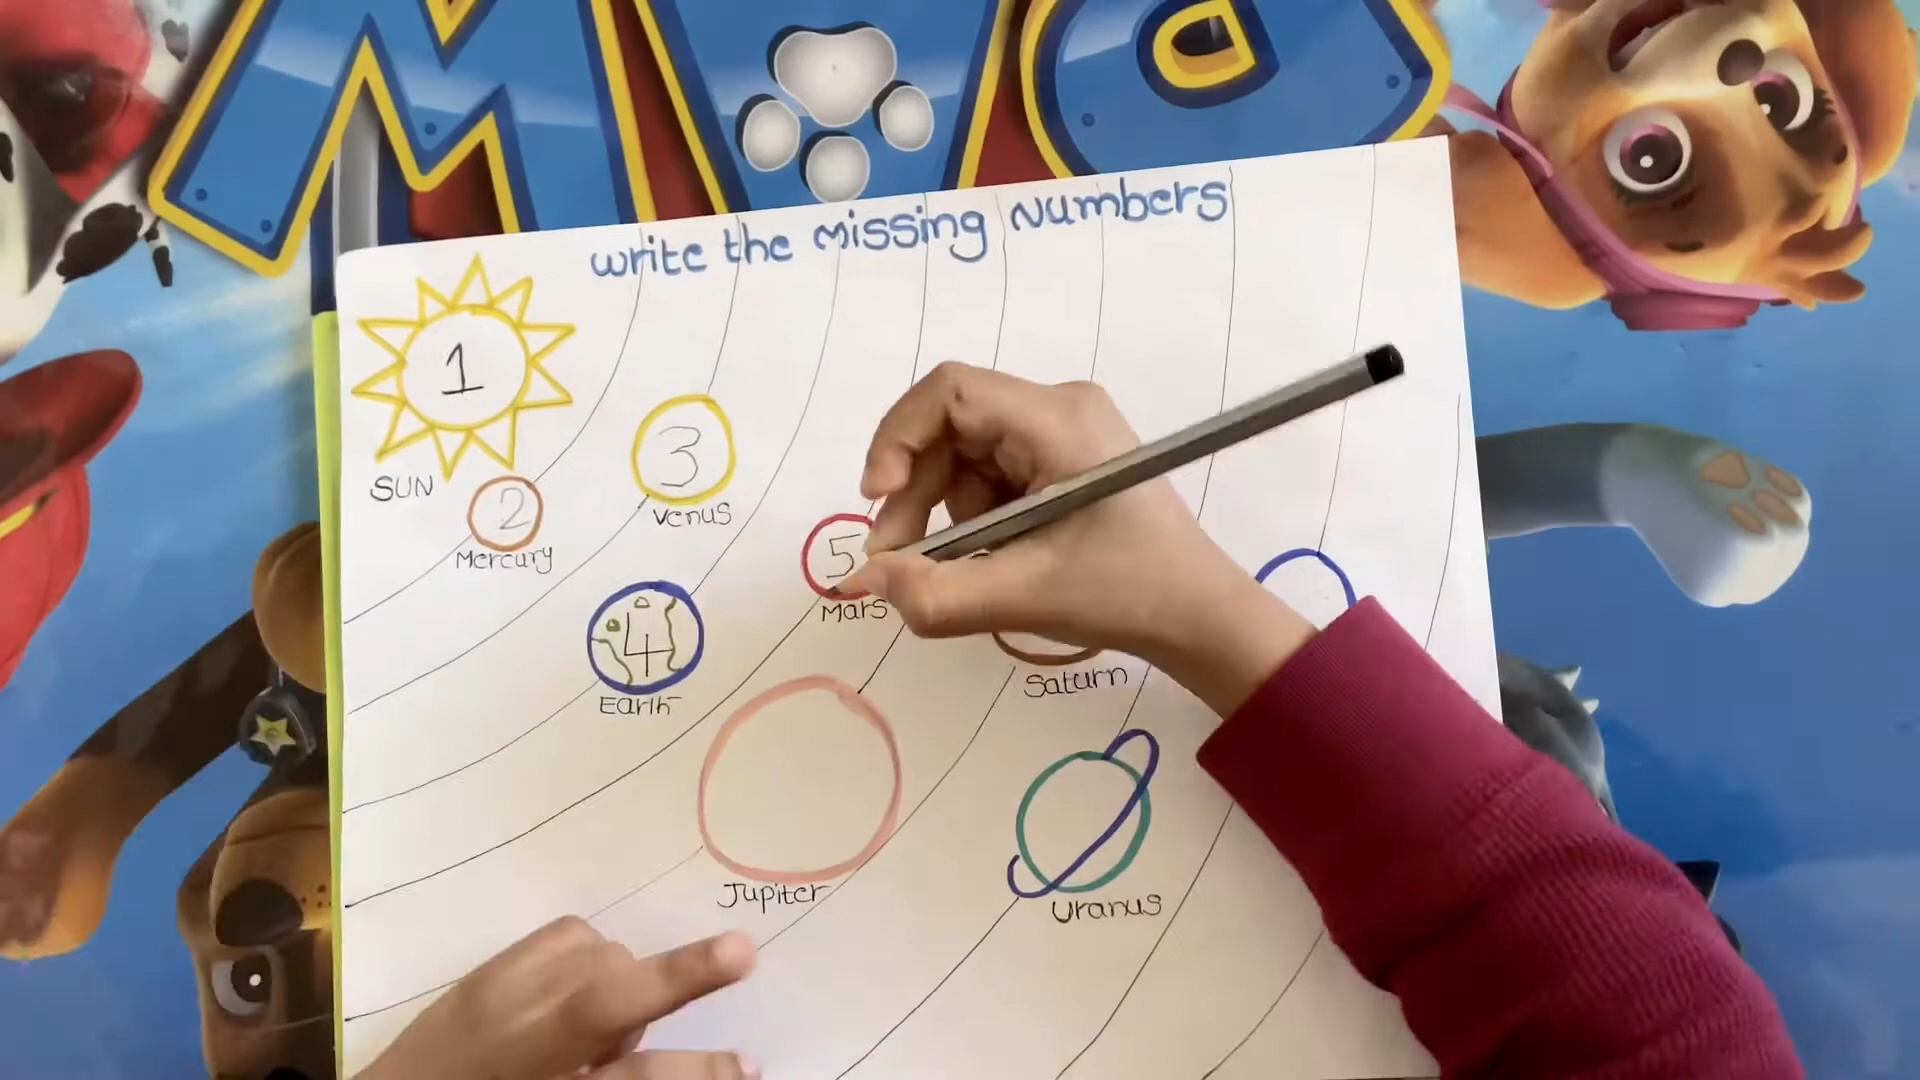 write the missing Numbers
1
SUN
2
Mercury
3
Venus
4
Earth
5
Mars
Jupiter
Saturn
Uranus